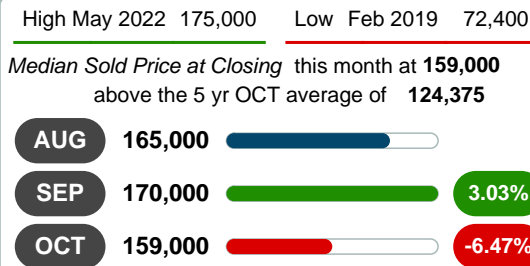 High May 2022 175,000 Low Feb 2019 72,400
Median Sold Price at Closing this month at 159,000
above the 5 yr OCT average of 124,375
AUG 165,000
SEP 170,000 3.03%
OCT 159,000 -6.47%